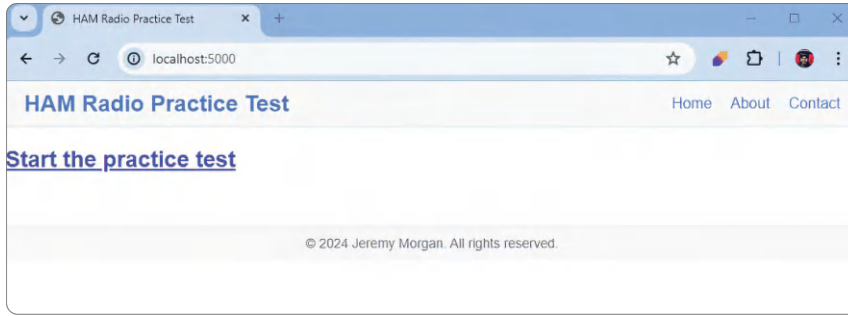 HAM Radio Practice Test
localhost:5000
HAM Radio Practice Test Home About Contact
Start the practice test
© 2024 Jeremy Morgan. All rights reserved.